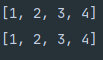 [1, 2, 3, 4]
[1, 2, 3, 4]